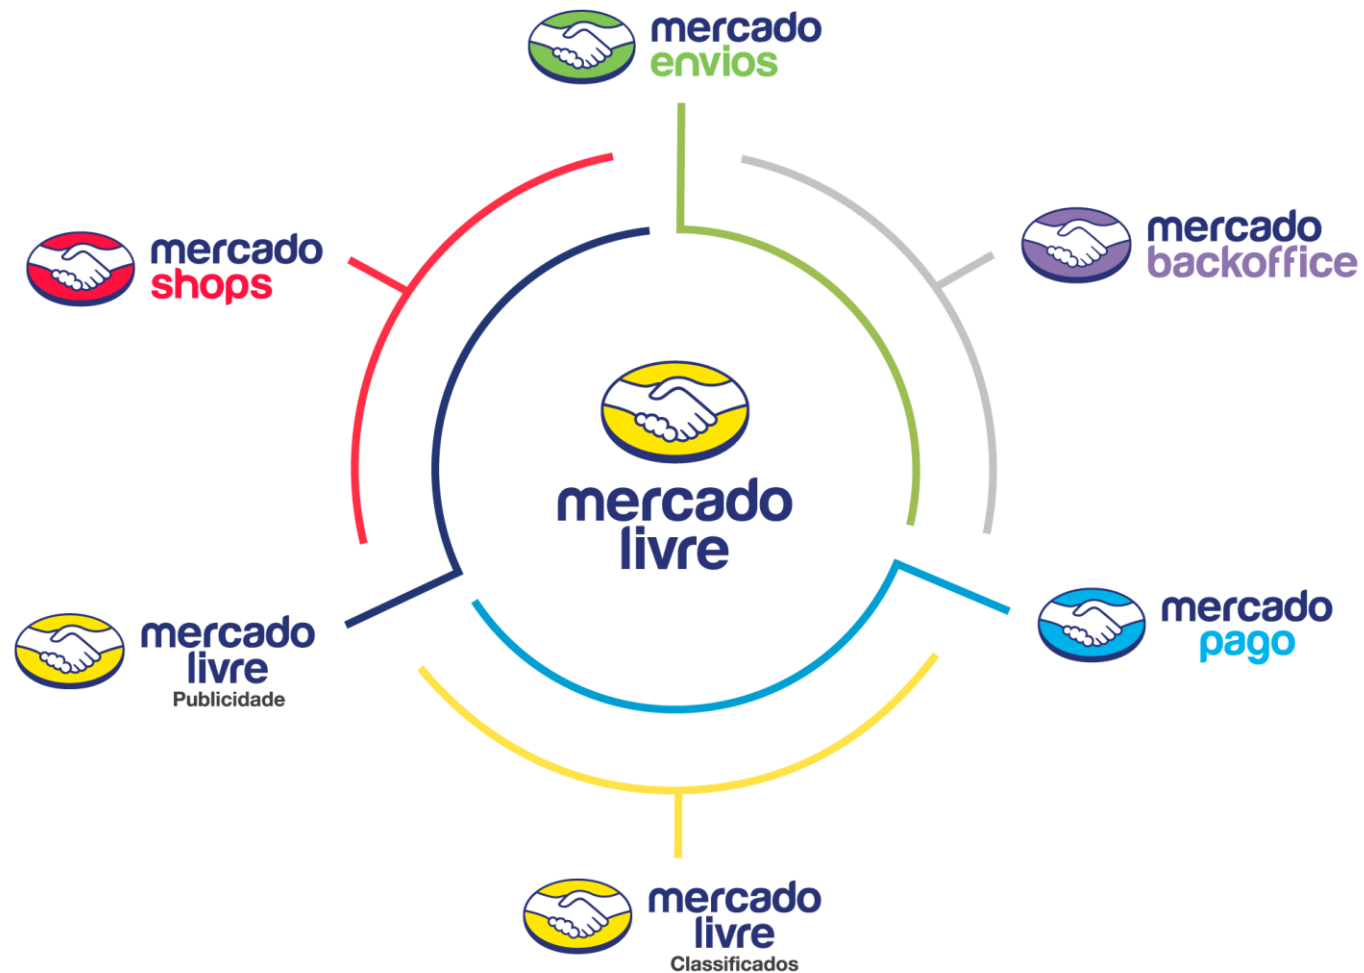 mercado
envios
mercado
shops
mercado
backoffice
mercado
livre
mercado
livre
Publicidade
mercado
pago
mercado
livre
Classificados